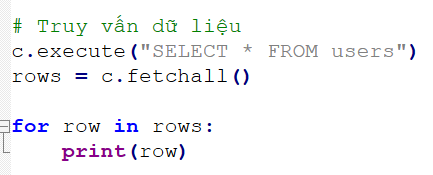 # Truy vấn dữ liệu
c.execute("SELECT * FROM users")
rows = c.fetchall()
for row in rows:
    print(row)